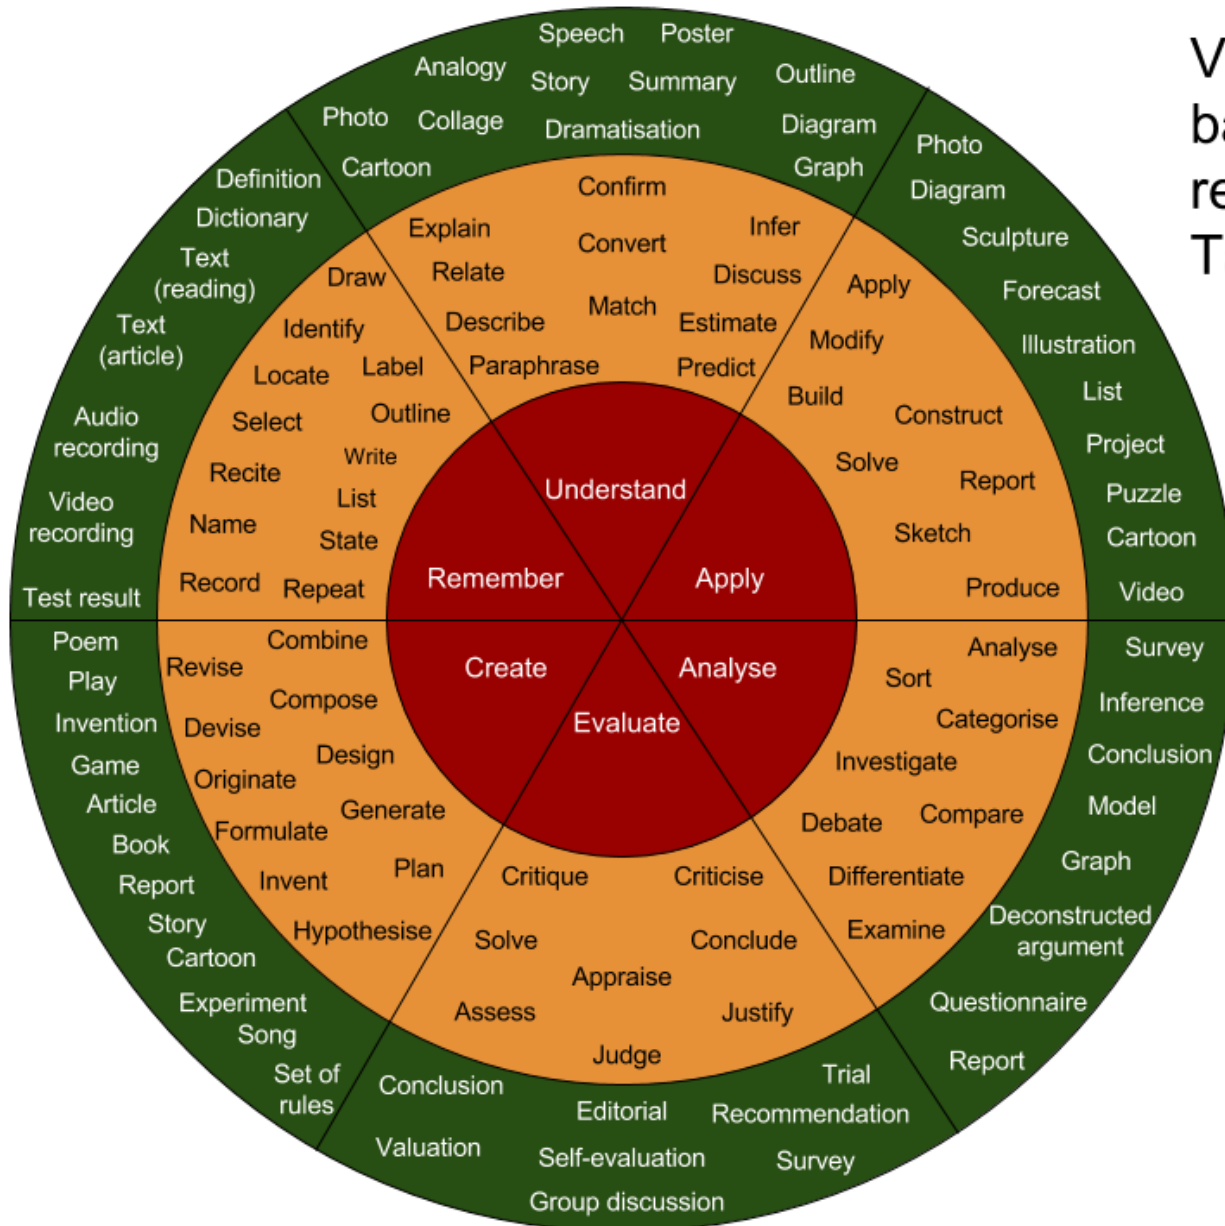 Speech Poster
Analogy Story Summary Outline
Photo Collage Dramatisation Diagram
Cartoon Graph
Confirm
Explain Convert Infer
Relate Discuss
Describe Match Estimate
Paraphrase Predict
Understand
Photo
Diagram
Sculpture
Forecast
Illustration
List
Project
Puzzle
Cartoon
Video
Apply
Modify
Build Construct
Solve Report
Sketch
Produce
Apply
Survey
Inference
Conclusion
Model
Graph
Deconstructed
argument
Questionnaire
Report
Analyse
Sort
Categorise
Investigate
Debate Compare
Differentiate
Examine
Analyse
Evaluate
Critique Criticise
Solve Conclude
Appraise
Assess Justify
Judge
Conclusion Trial
Editorial Recommendation
Valuation Self-evaluation Survey
Group discussion
Create
Combine
Revise
Compose
Devise
Design
Originate
Generate
Formulate
Plan
Invent
Hypothesise
Poem
Play
Invention
Game
Article
Book
Report
Story
Cartoon
Experiment
Song
Set of
rules
Remember
Draw
Identify
Locate Label
Select Outline
Recite Write
List
Name State
Record Repeat
Definition
Dictionary
Text
(reading)
Text
(article)
Audio
recording
Video
recording
Test result